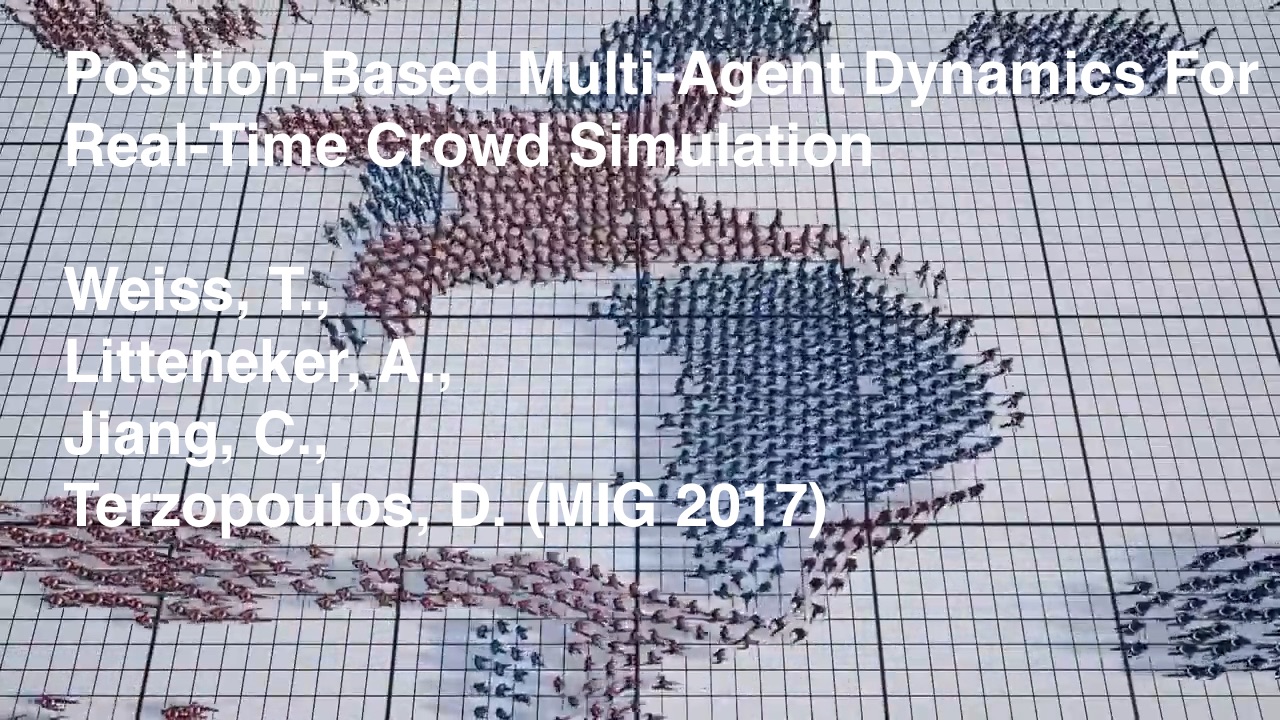 Position-Based Multi-Agent Dynamics For
Real-Time Crowd Simulation
Weiss, T.,
Litteneker, A.,
Jiang, C.,
Terzopoulos, D. (MIG 2017)